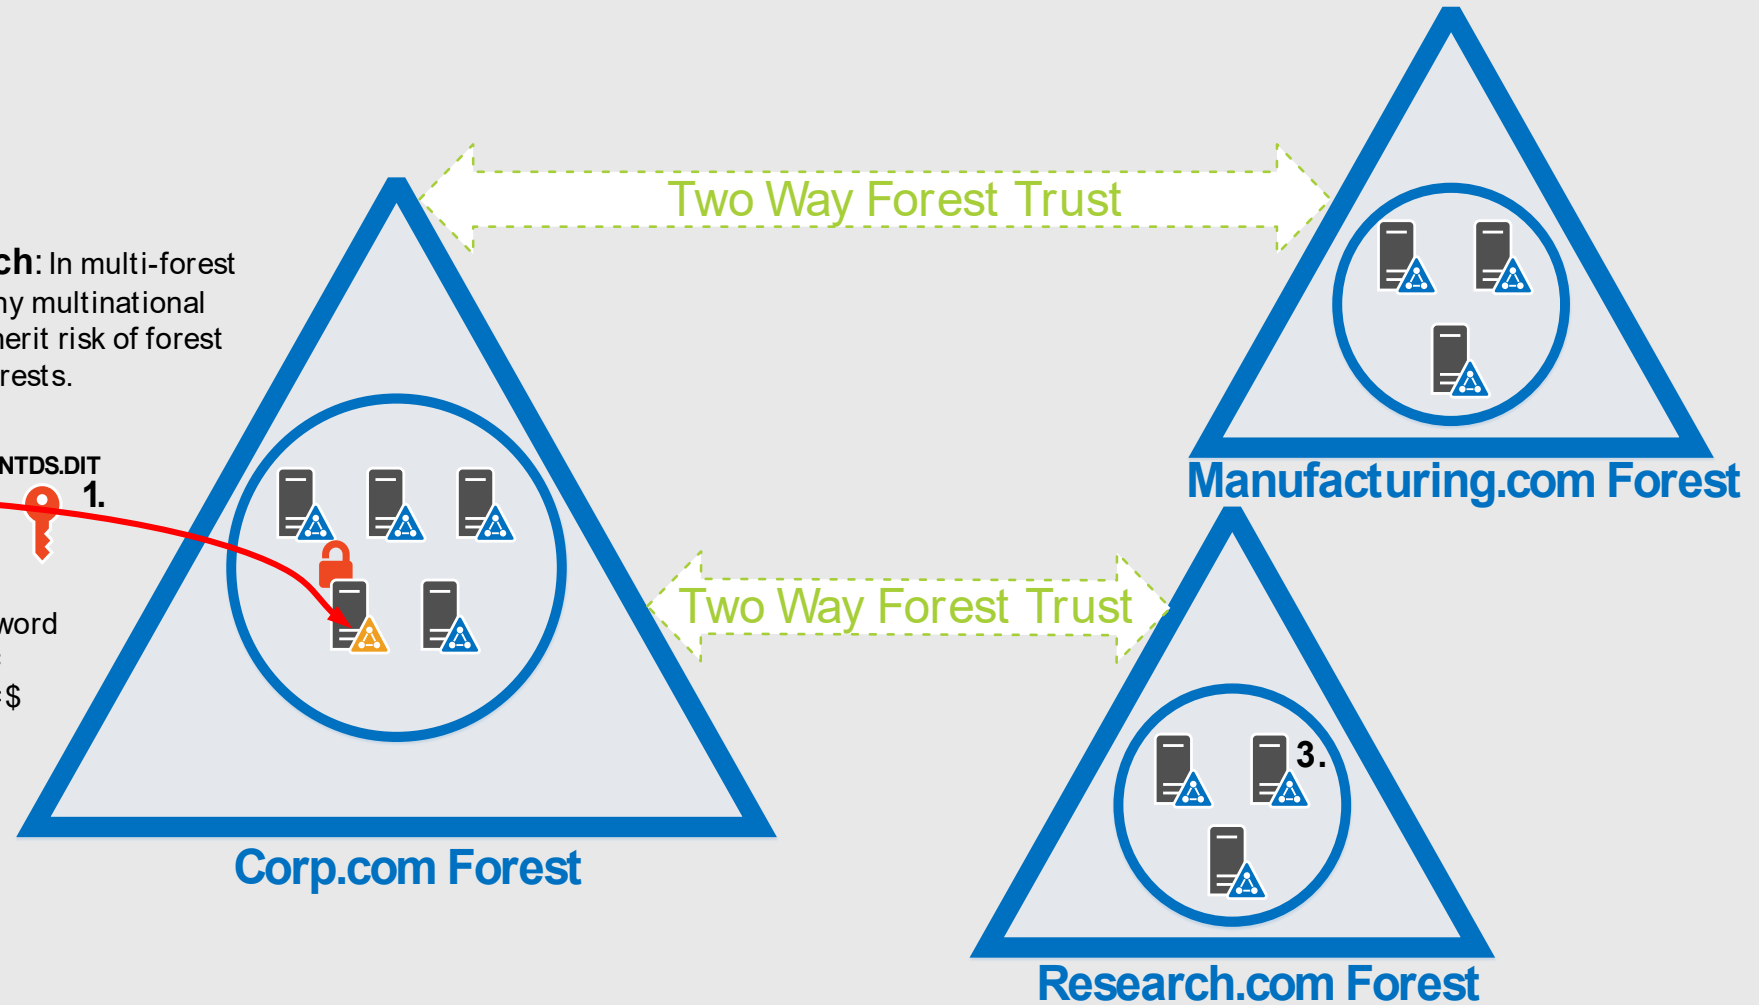 Two Way Forest Trust
ch: In multi-forest
ny multinational
nerit risk of forest
rests.
NTDS.DIT
1.
Manufacturing.com Forest
Two Way Forest Trust
word
$
3.
Corp.com Forest
Research.com Forest